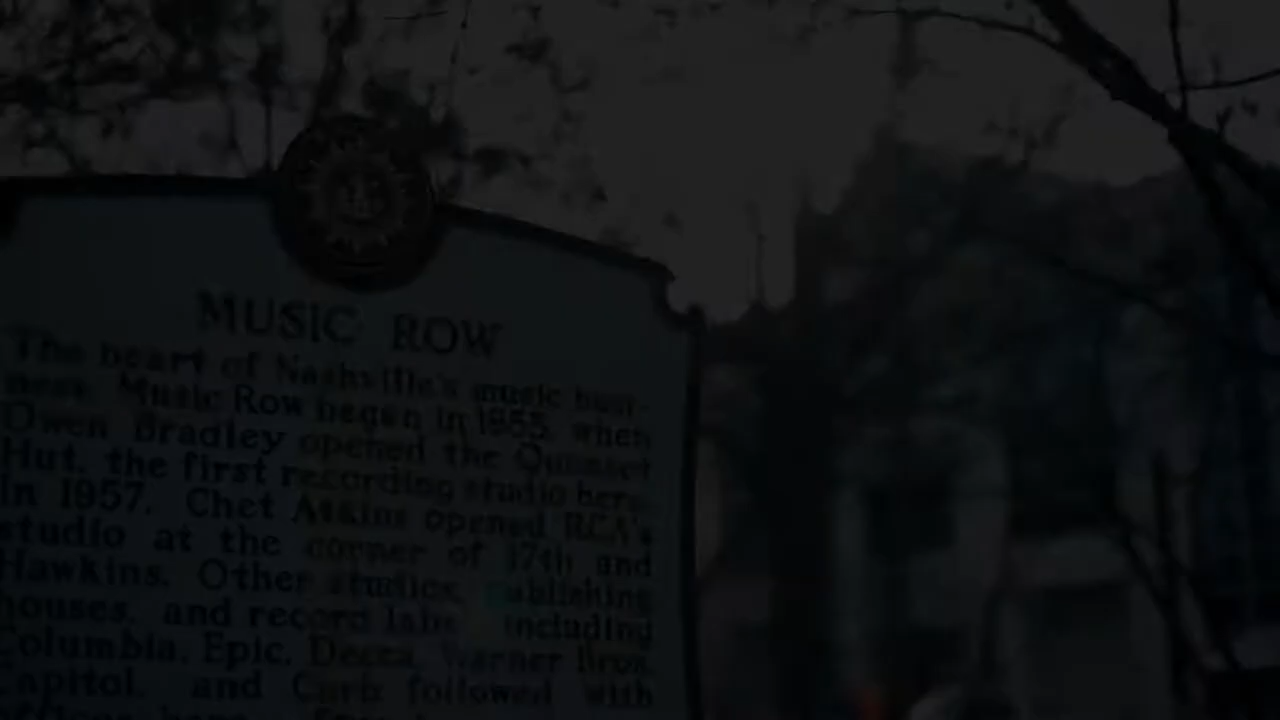 MUSIC ROW
The heart of Nashville's music busi-
ness, Music Row began in 1955, when
Owen Bradley opened the Quonset
Hut, the first recording studio here.
In 1957, Chet Atkins opened RCA's
studio at the corner of 17th and
Hawkins. Other studios, publishing
houses, and record labels including
Columbia, Epic, Decca, Warner Bros.
Capitol, and Curb followed with
offices here